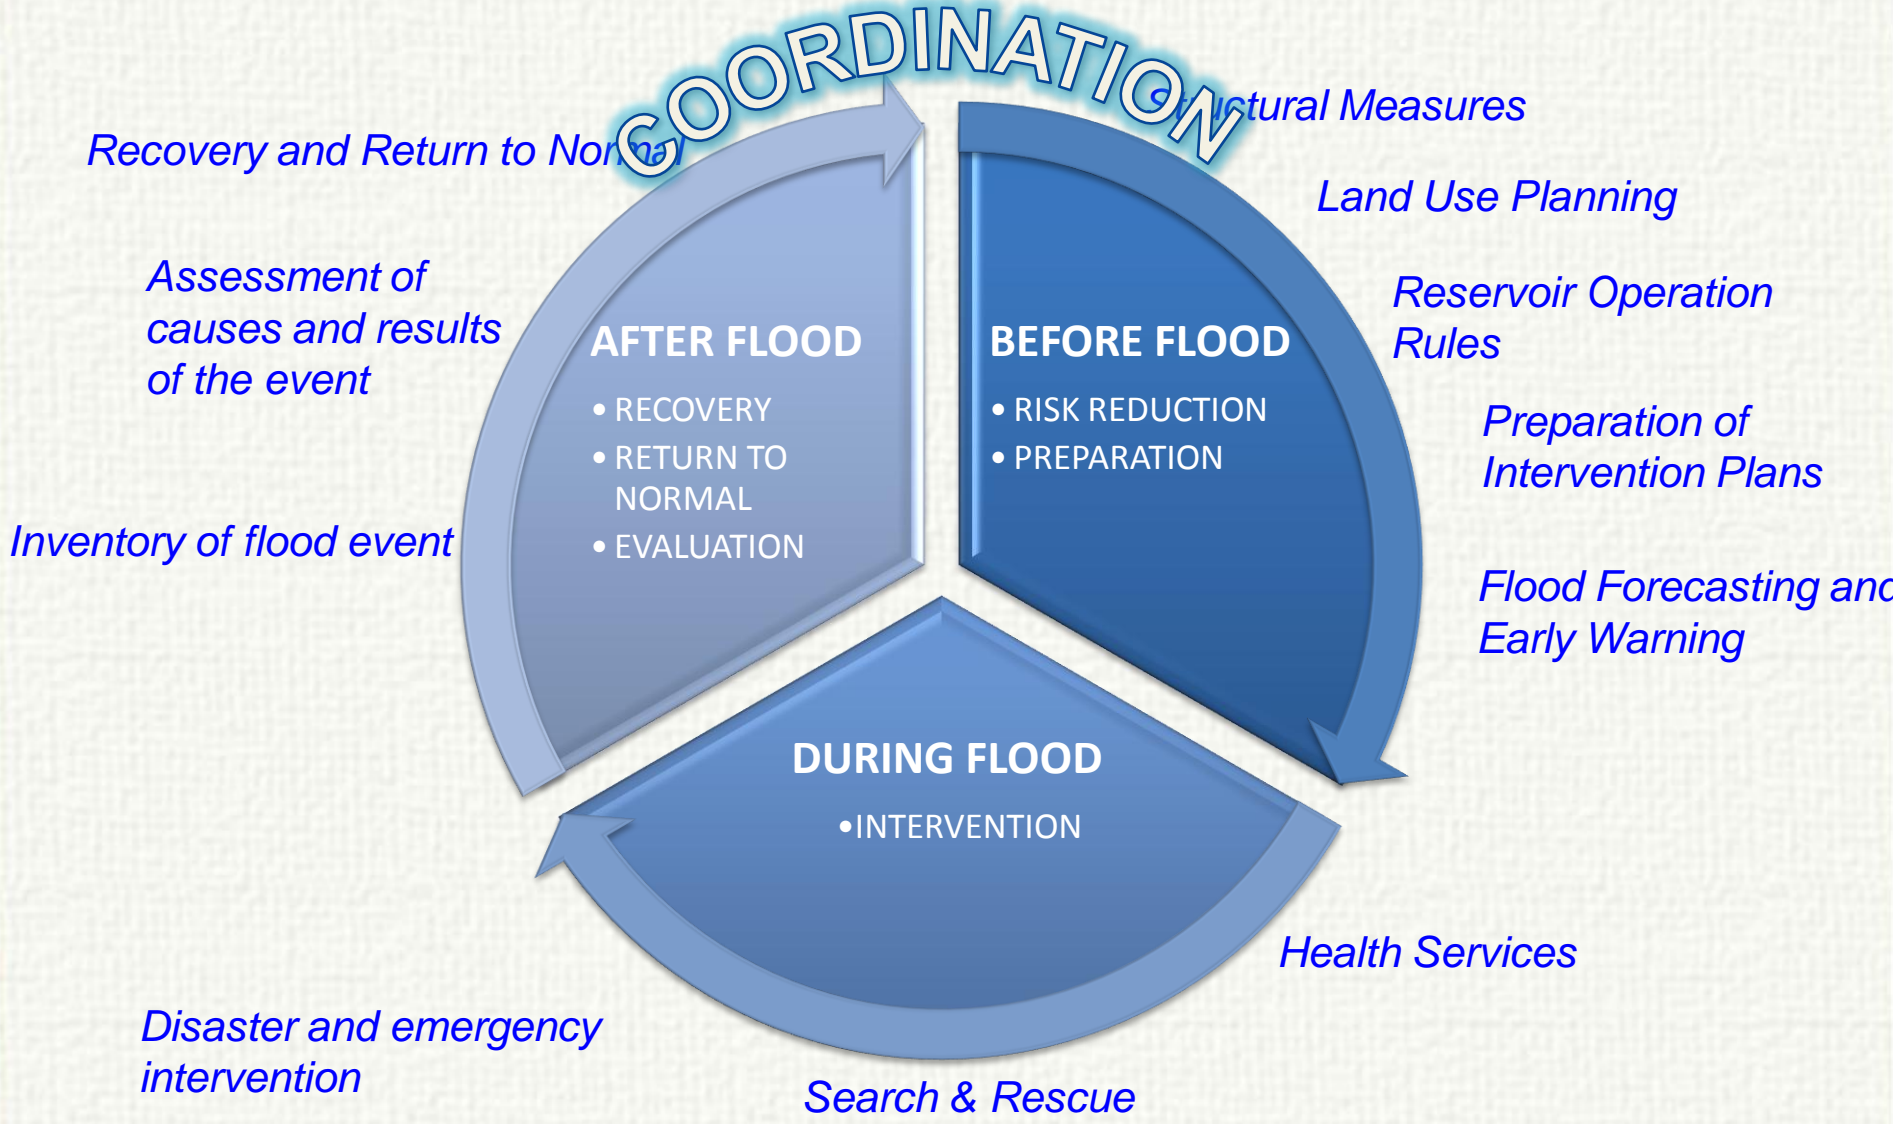 COORDINATION
Structural Measures
Recovery and Return to Normal
Land Use Planning
Assessment of
causes and results
of the event
Reservoir Operation
Rules
AFTER FLOOD
• RECOVERY
• RETURN TO
NORMAL
• EVALUATION
BEFORE FLOOD
• RISK REDUCTION
• PREPARATION
Preparation of
Intervention Plans
Inventory of flood event
Flood Forecasting and
Early Warning
DURING FLOOD
•INTERVENTION
Health Services
Disaster and emergency
intervention
Search & Rescue